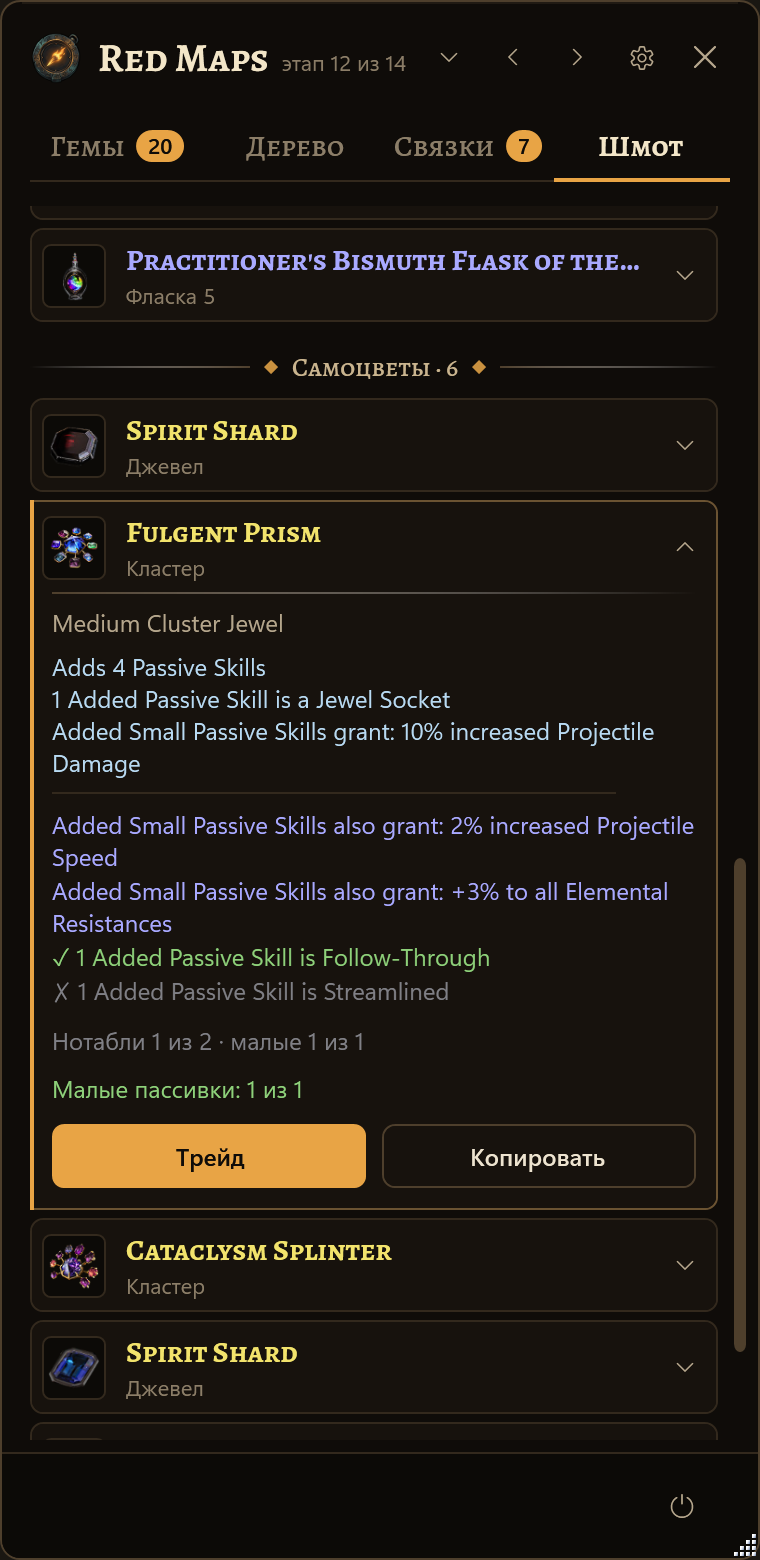 Red Maps этап 12 из 14
Гемы 20 Дерево Связки 7 Шмот
Practitioner's Bismuth Flask of the...
Фласка 5
Самоцветы · 6
Spirit Shard
Джевел
Fulgent Prism
Кластер
Medium Cluster Jewel
Adds 4 Passive Skills
1 Added Passive Skill is a Jewel Socket
Added Small Passive Skills grant: 10% increased Projectile
Damage
Added Small Passive Skills also grant: 2% increased Projectile
Speed
Added Small Passive Skills also grant: +3% to all Elemental
Resistances
✓ 1 Added Passive Skill is Follow-Through
✗ 1 Added Passive Skill is Streamlined
Нотабли 1 из 2 · малые 1 из 1
Малые пассивки: 1 из 1
Трейд Копировать
Cataclysm Splinter
Кластер
Spirit Shard
Джевел